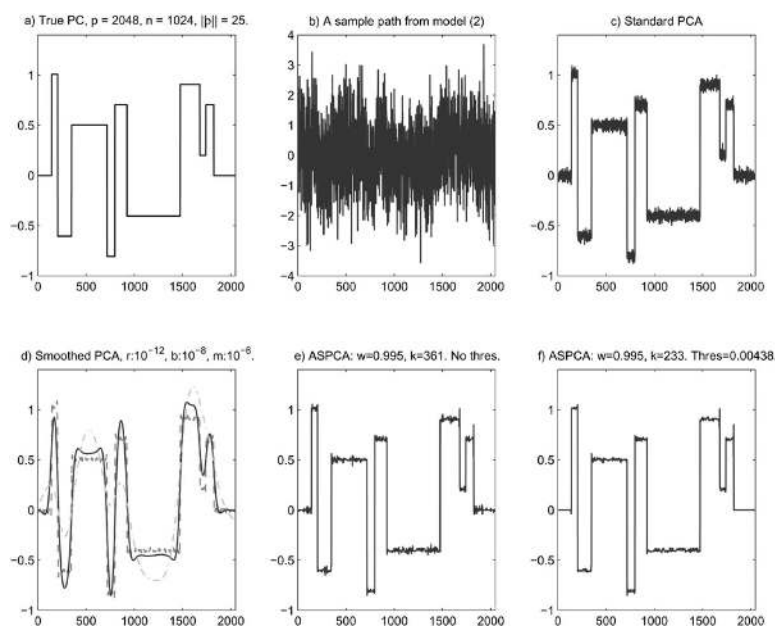 a) True PC, p = 2048, n = 1024, ||ρ|| = 25.
b) A sample path from model (2)
c) Standard PCA
1
0.5
0
−0.5
−1
0 500 1000 1500 2000
4
3
2
1
0
−1
−2
−3
−4
0 500 1000 1500 2000
1
0.5
0
−0.5
−1
0 500 1000 1500 2000
d) Smoothed PCA, r:10⁻¹², b:10⁻⁸, m:10⁻⁶.
e) ASPCA: w=0.995, k=361. No thres.
f) ASPCA: w=0.995, k=233. Thres=0.00438
1
0.5
0
−0.5
−1
0 500 1000 1500 2000
1
0.5
0
−0.5
−1
0 500 1000 1500 2000
1
0.5
0
−0.5
−1
0 500 1000 1500 2000